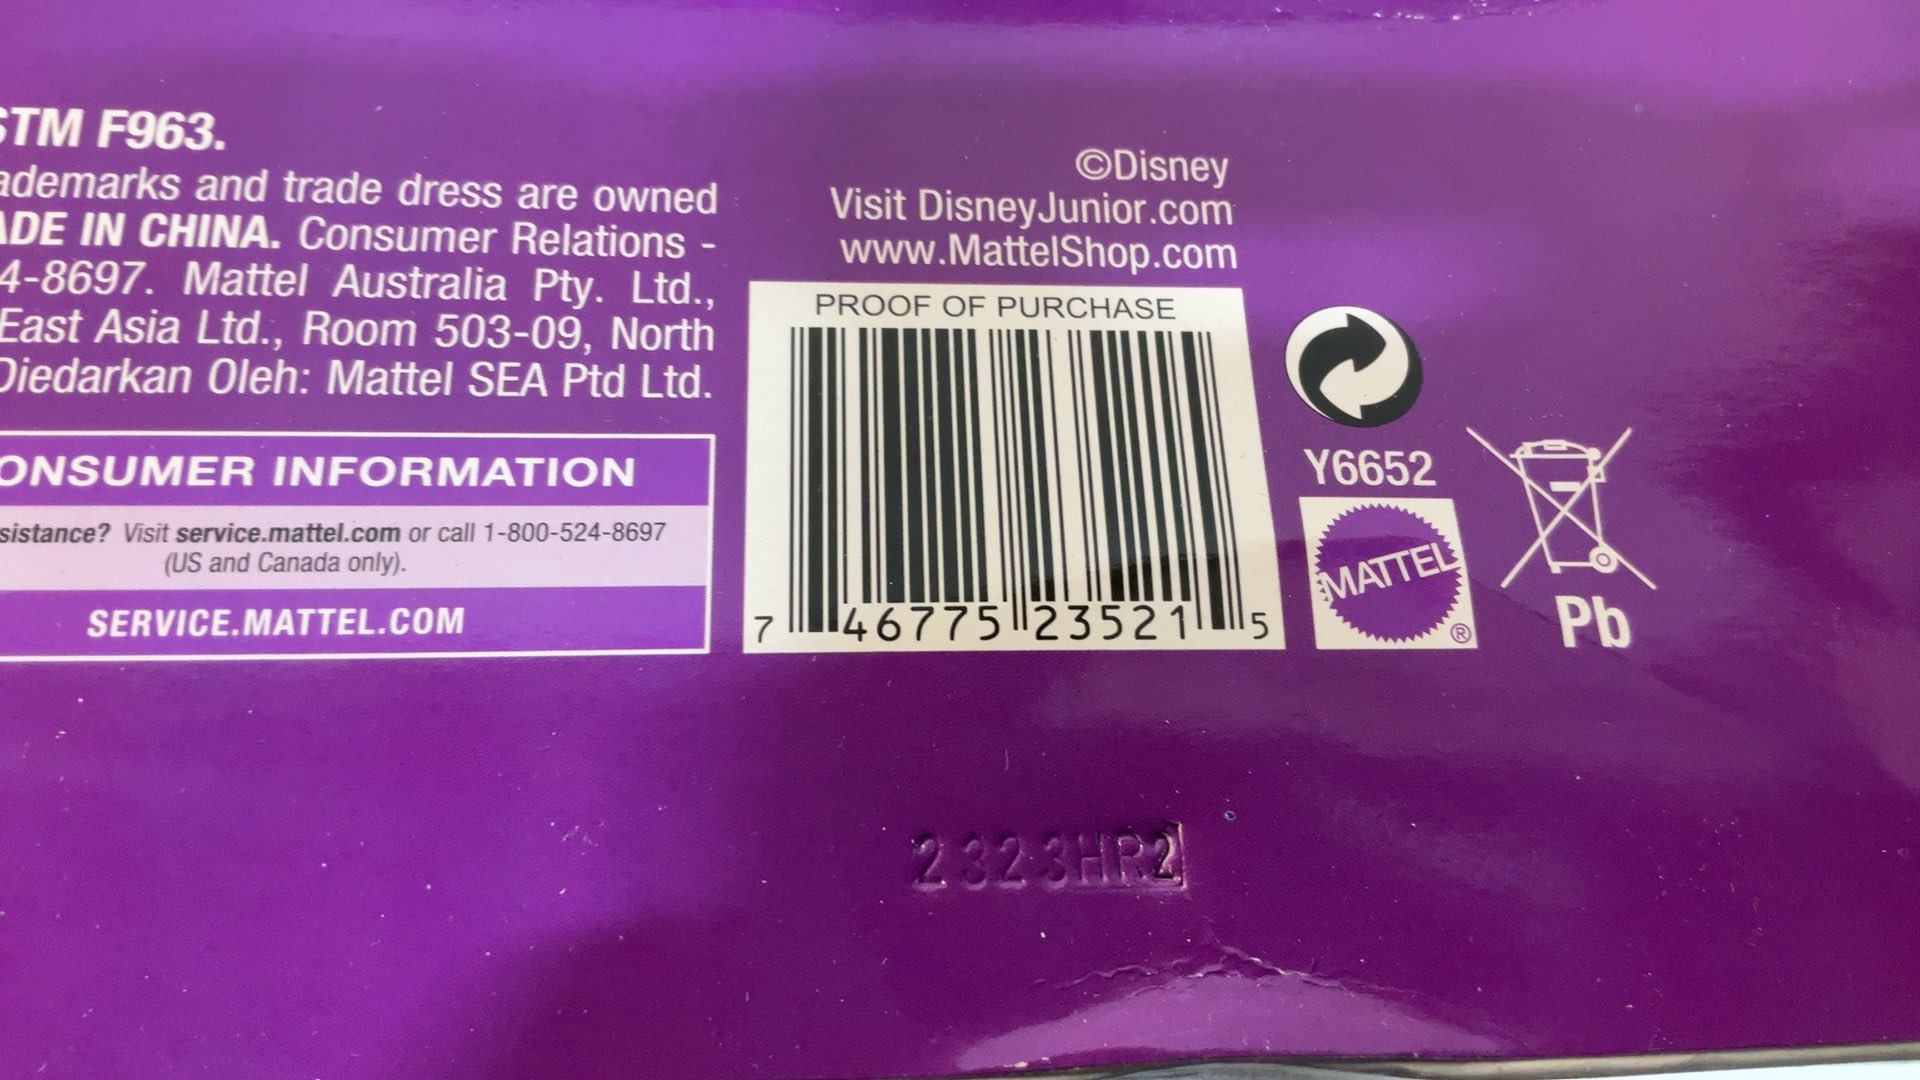 STM F963.
ademarks and trade dress are owned
ADE IN CHINA. Consumer Relations -
4-8697. Mattel Australia Pty. Ltd.,
East Asia Ltd., Room 503-09, North
Diedarkan Oleh: Mattel SEA Ptd Ltd.
ONSUMER INFORMATION
sistance? Visit service.mattel.com or call 1-800-524-8697
(US and Canada only).
SERVICE.MATTEL.COM
©Disney
Visit DisneyJunior.com
www.MattelShop.com
PROOF OF PURCHASE
7 46775 23521 5
Y6652
MATTEL®
Pb
2323HR2